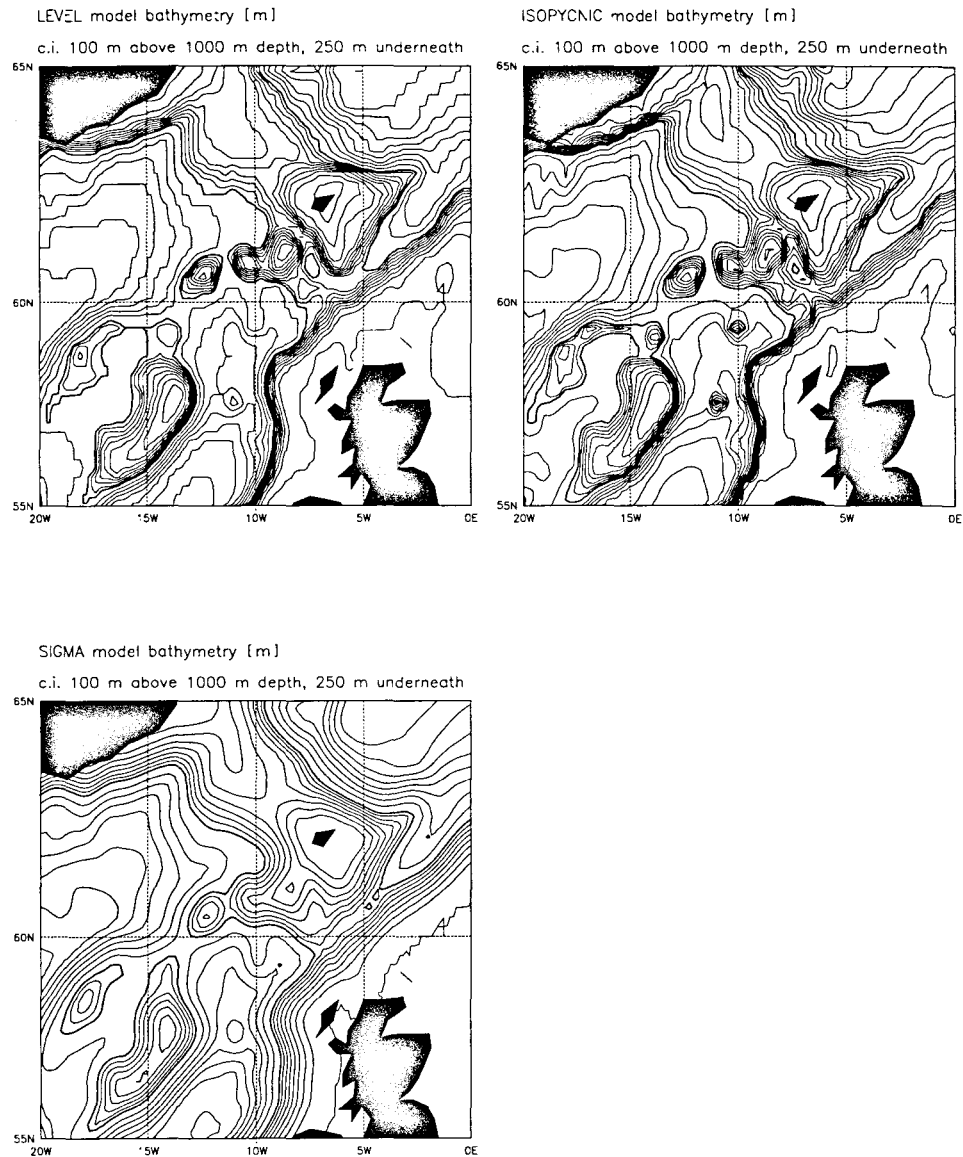 LEVEL model bathymetry [m]
c.i. 100 m above 1000 m depth, 250 m underneath
65N
60N
55N
20W
15W
10W
5W
0E
ISOPYCNIC model bathymetry [m]
c.i. 100 m above 1000 m depth, 250 m underneath
65N
60N
55N
20W
15W
10W
5W
0E
SIGMA model bathymetry [m]
c.i. 100 m above 1000 m depth, 250 m underneath
65N
60N
55N
20W
15W
10W
5W
0E